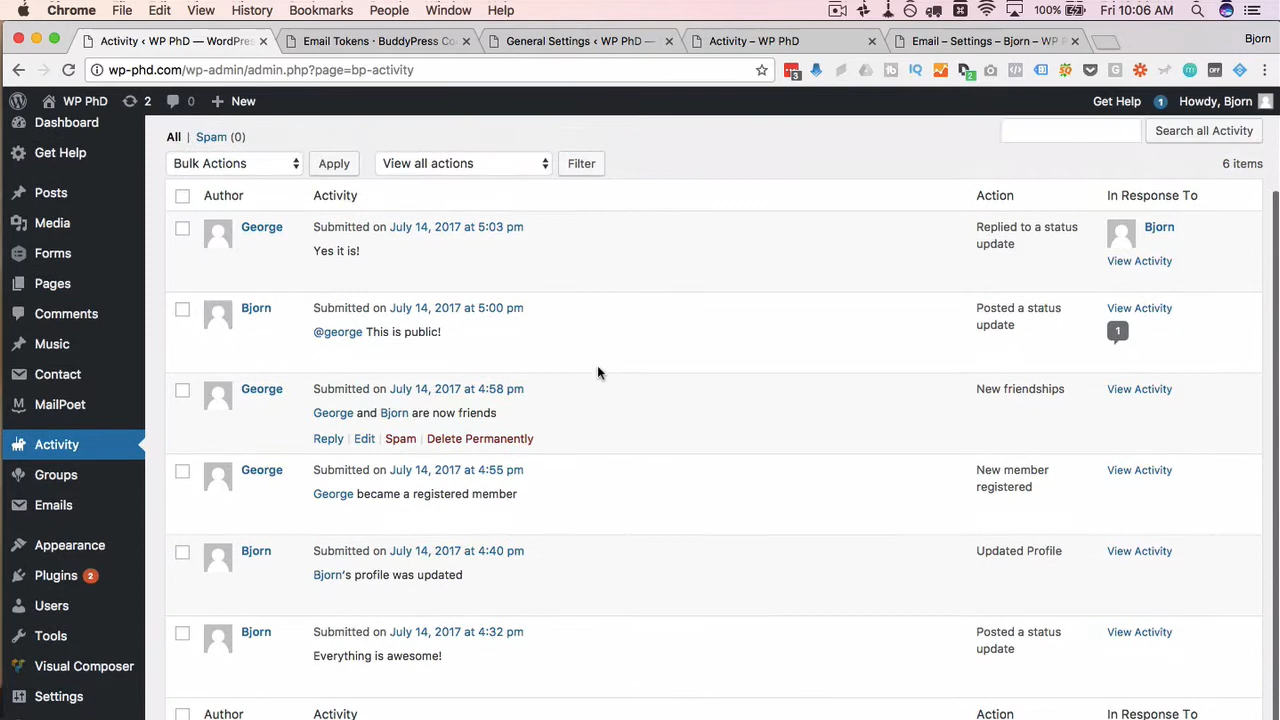 Chrome File Edit View History Bookmarks People Window Help 100% Fri 10:06 AM
Activity ‹ WP PhD — WordPres Email Tokens · BuddyPress Co General Settings ‹ WP PhD — Activity – WP PhD Email – Settings – Bjorn – WP P Bjorn
wp-phd.com/wp-admin/admin.php?page=bp-activity 3 IQ 2 G m OFF
WP PhD 2 0 New Get Help 1 Howdy, Bjorn
Dashboard
Get Help
Posts
Media
Forms
Pages
Comments
Music
Contact
MailPoet
Activity
Groups
Emails
Appearance
Plugins 2
Users
Tools
Visual Composer
Settings
All | Spam (0) Search all Activity
Bulk Actions Apply View all actions Filter 6 items
Author Activity Action In Response To
George Submitted on July 14, 2017 at 5:03 pm Replied to a status update Bjorn
Yes it is! View Activity
Bjorn Submitted on July 14, 2017 at 5:00 pm Posted a status update View Activity
@george This is public! 1
George Submitted on July 14, 2017 at 4:58 pm New friendships View Activity
George and Bjorn are now friends
Reply | Edit | Spam | Delete Permanently
George Submitted on July 14, 2017 at 4:55 pm New member registered View Activity
George became a registered member
Bjorn Submitted on July 14, 2017 at 4:40 pm Updated Profile View Activity
Bjorn's profile was updated
Bjorn Submitted on July 14, 2017 at 4:32 pm Posted a status update View Activity
Everything is awesome!
Author Activity Action In Response To